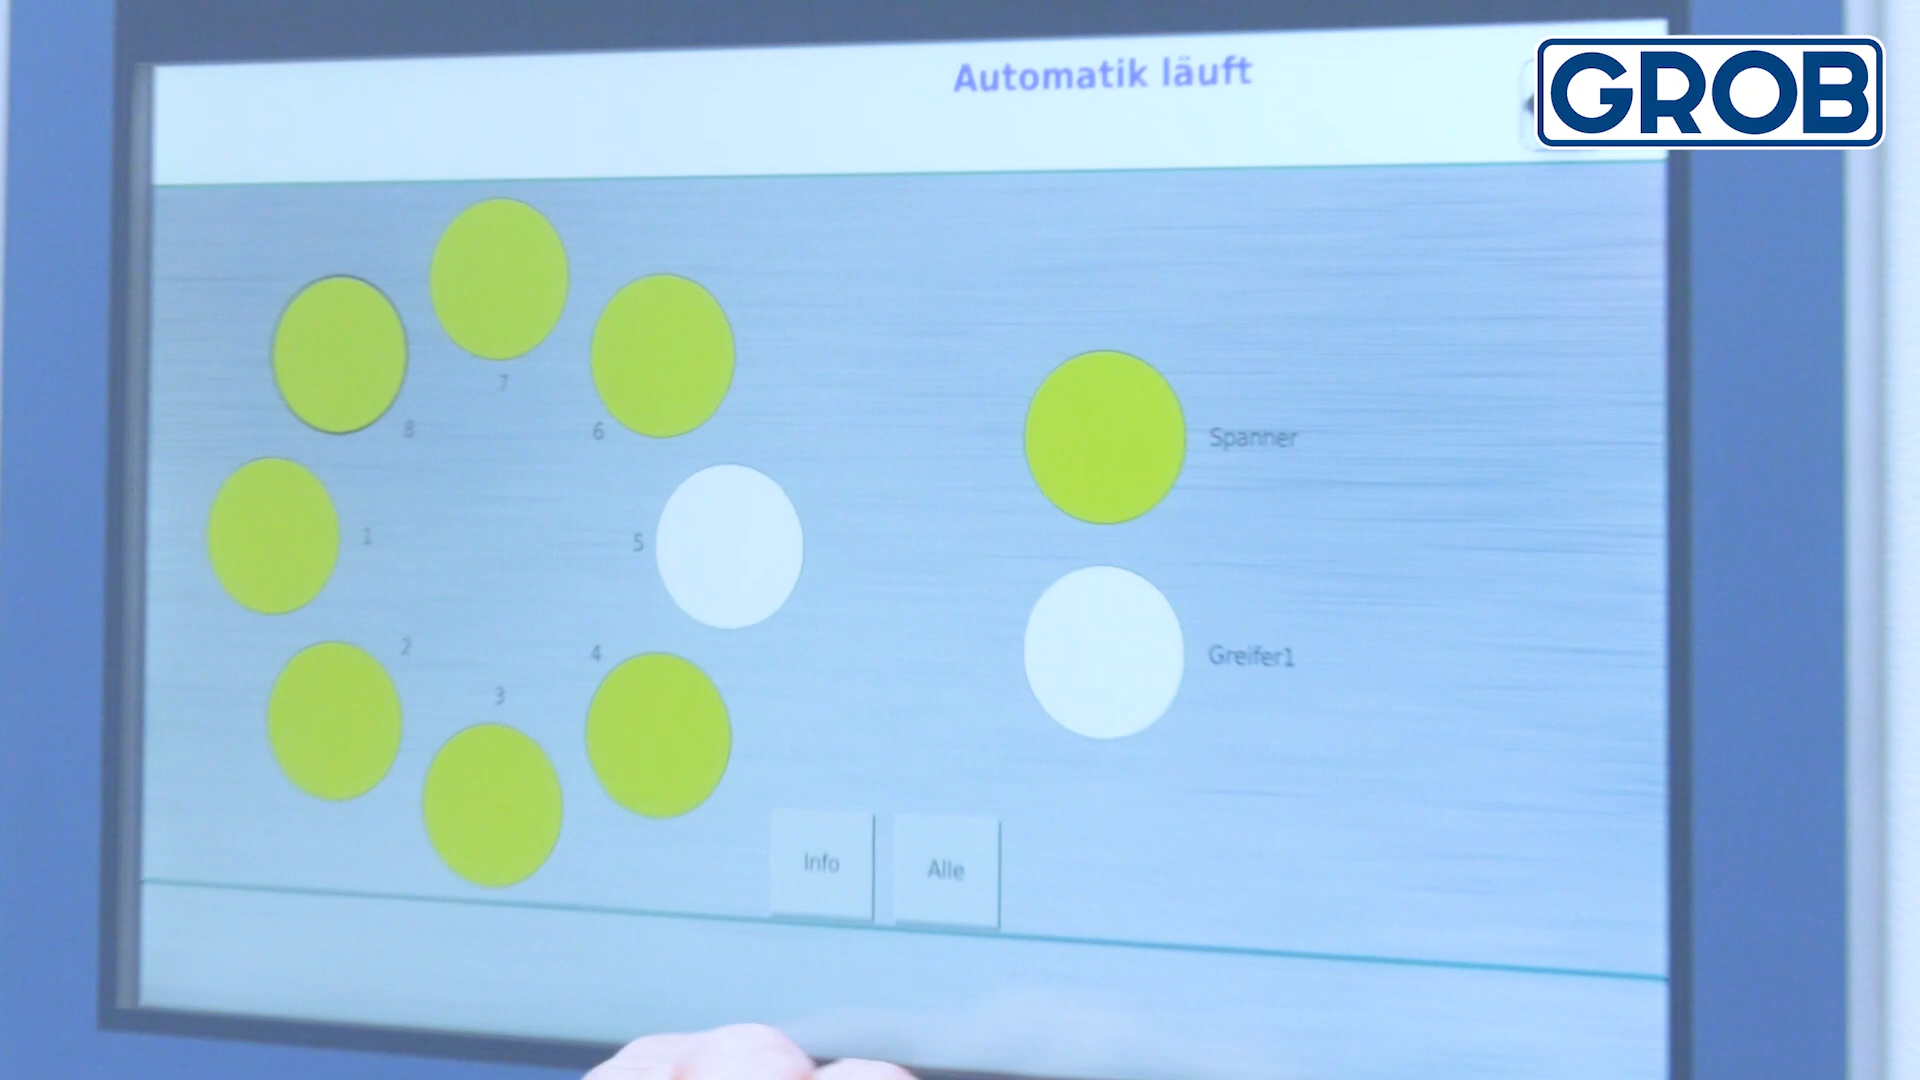 Automatik läuft
GROB
7
8
6
1
5
Spanner
2
4
Greifer1
3
Info
Alle